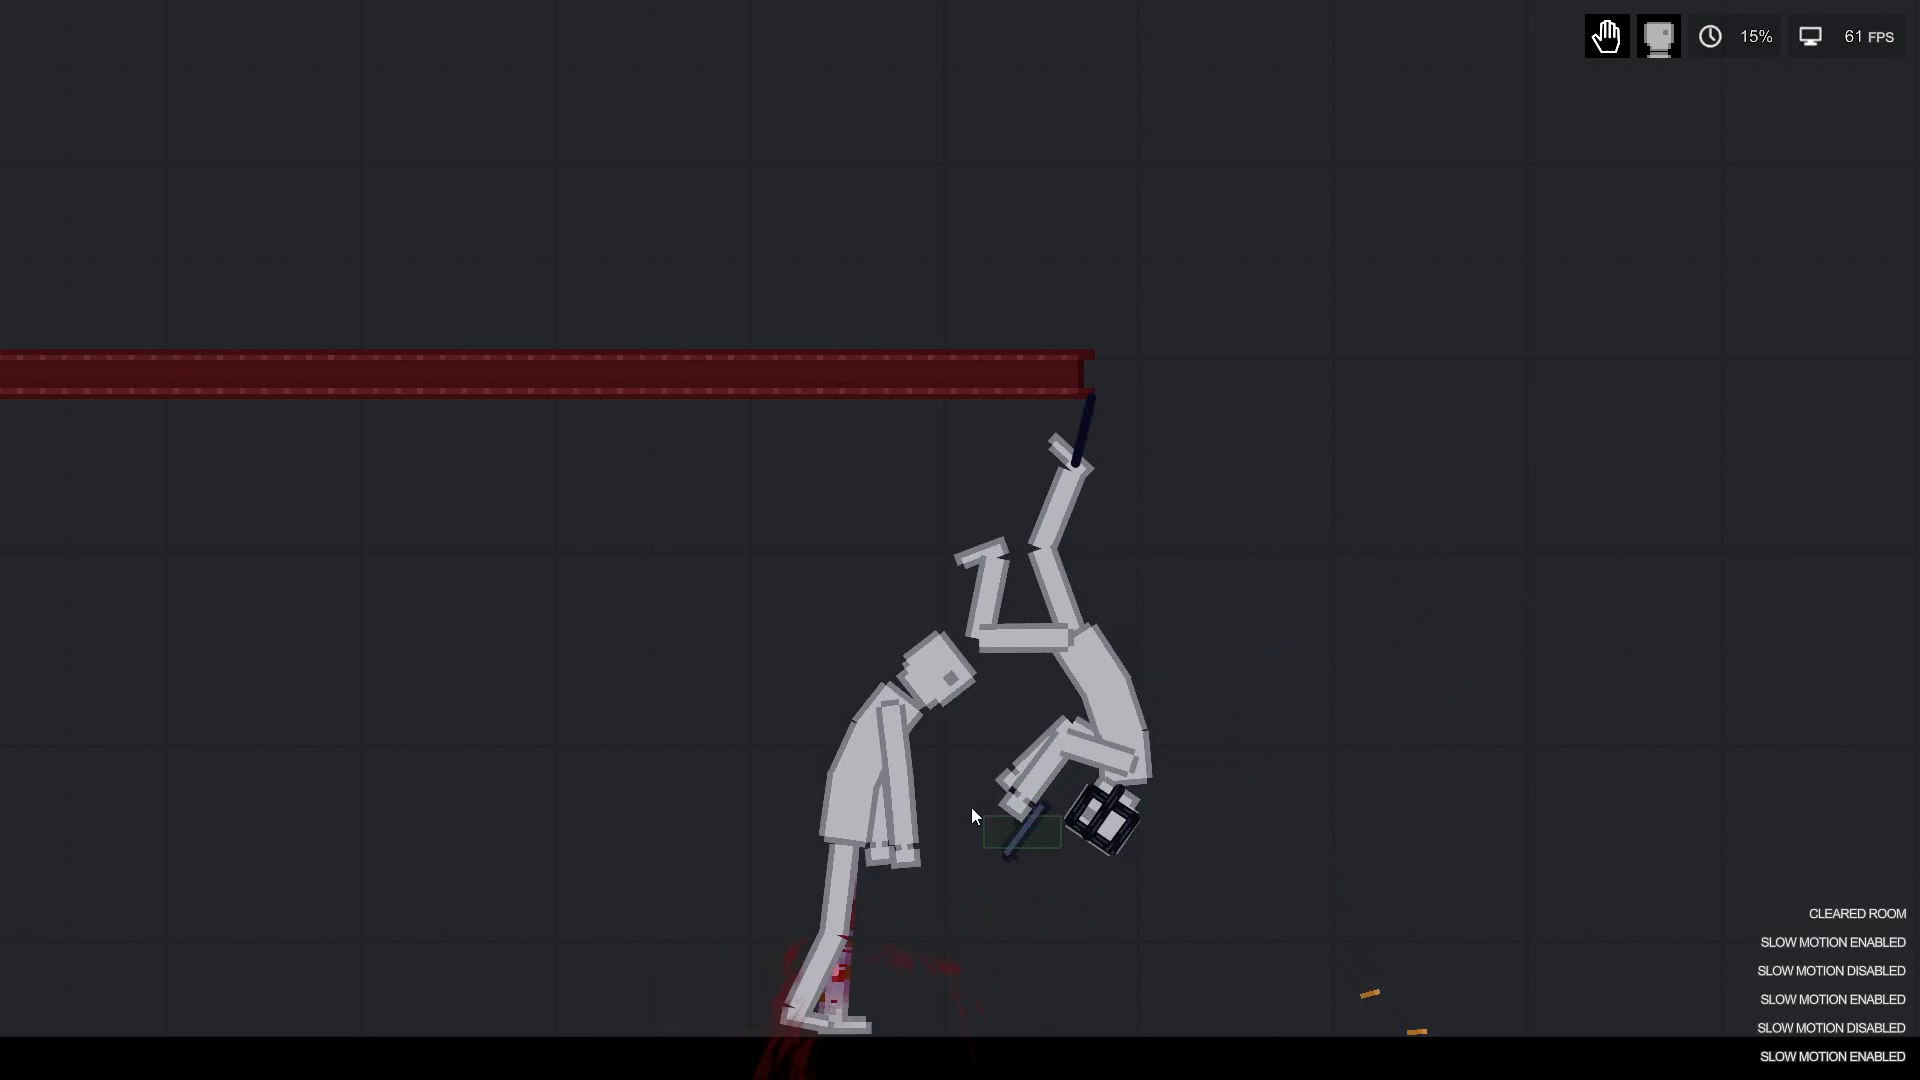 15%
61 FPS
CLEARED ROOM
SLOW MOTION ENABLED
SLOW MOTION DISABLED
SLOW MOTION ENABLED
SLOW MOTION DISABLED
SLOW MOTION ENABLED